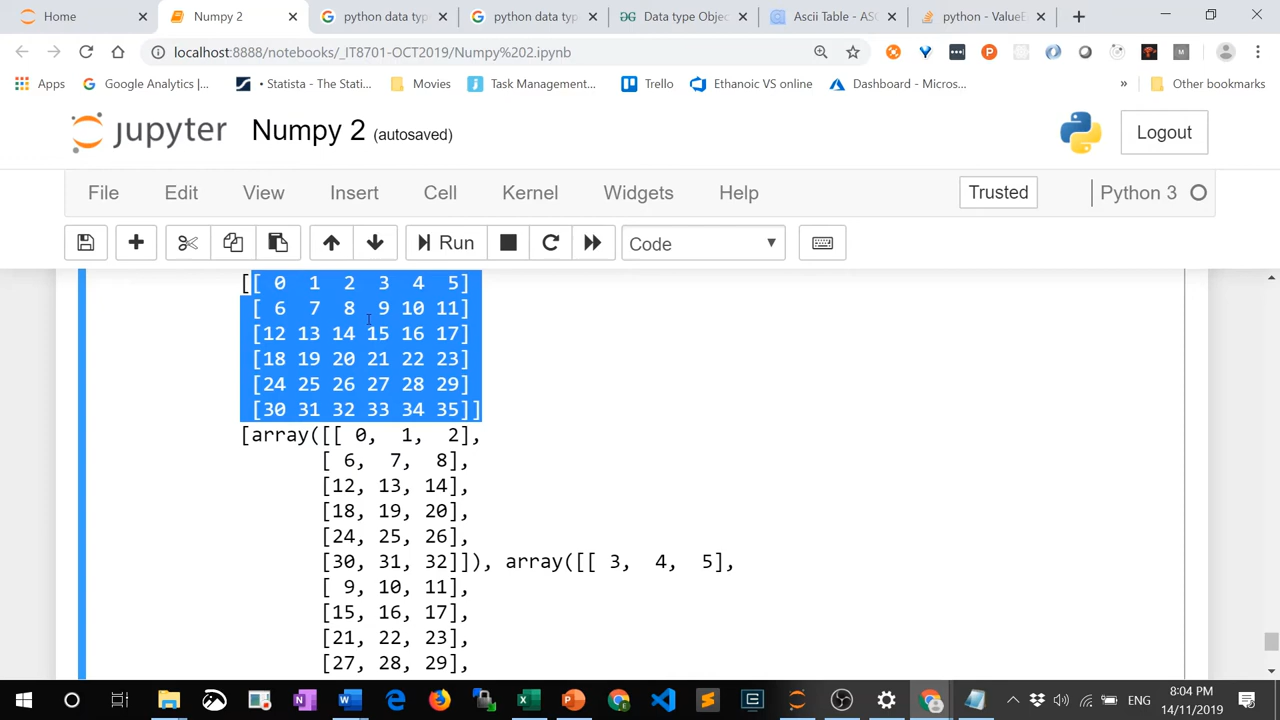 Home
Numpy 2
python data typ
python data typ
Data type Objec
Ascii Table - ASC
python - ValueE
localhost:8888/notebooks/_IT8701-OCT2019/Numpy%202.ipynb
Apps
Google Analytics |...
• Statista - The Stati...
Movies
Task Management...
Trello
Ethanoic VS online
Dashboard - Micros...
»
Other bookmarks
jupyter Numpy 2 (autosaved)
Logout
File Edit View Insert Cell Kernel Widgets Help
Trusted
Python 3
Run
Code
[[ 0 1 2 3 4 5]
[ 6 7 8 9 10 11]
[12 13 14 15 16 17]
[18 19 20 21 22 23]
[24 25 26 27 28 29]
[30 31 32 33 34 35]]
[array([[ 0, 1, 2],
[ 6, 7, 8],
[12, 13, 14],
[18, 19, 20],
[24, 25, 26],
[30, 31, 32]]), array([[ 3, 4, 5],
[ 9, 10, 11],
[15, 16, 17],
[21, 22, 23],
[27, 28, 29],
ENG
8:04 PM
14/11/2019